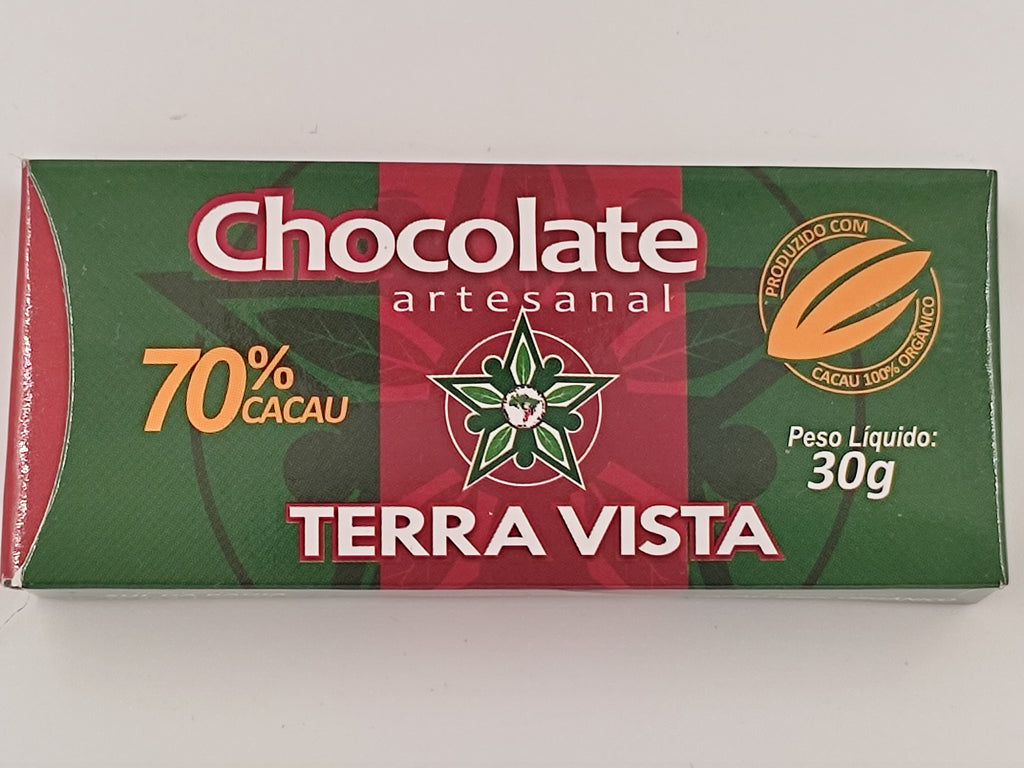 Chocolate
artesanal
70%
CACAU
TERRA VISTA
PRODUZIDO COM
CACAU 100% ORGÂNICO
Peso Líquido:
30g